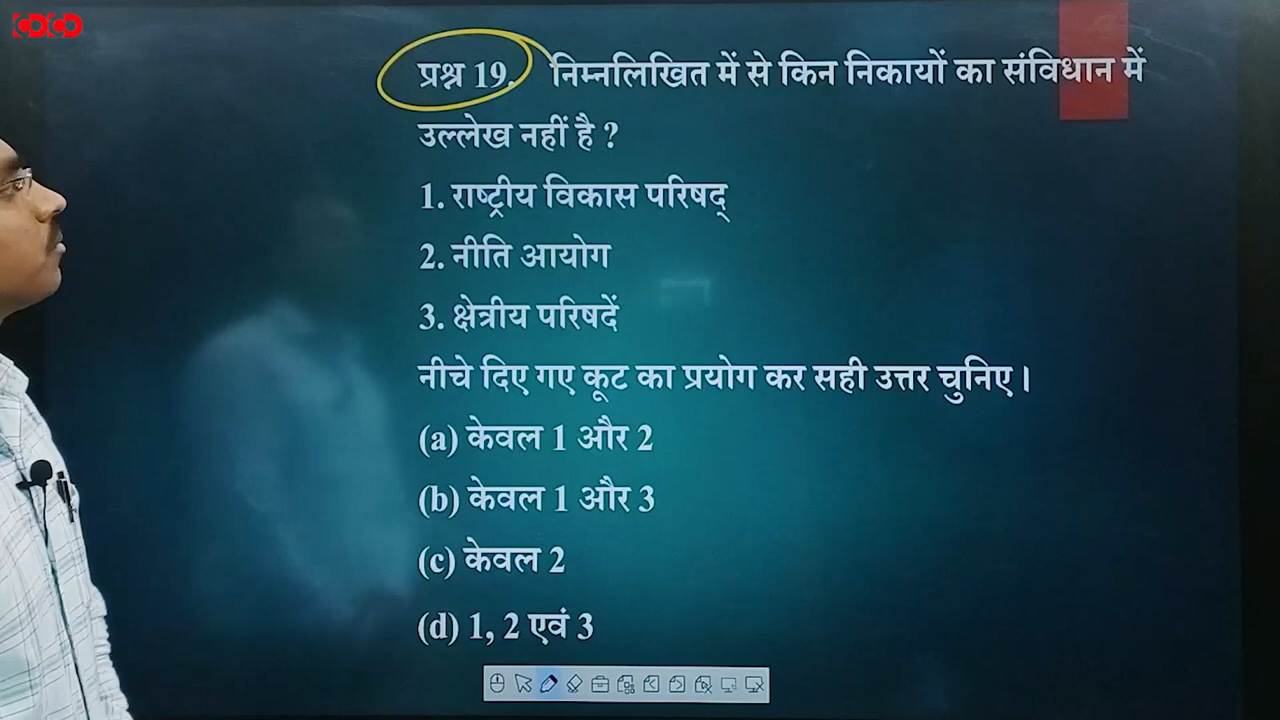 प्रश्न 19. निम्नलिखित में से किन निकायों का संविधान में
उल्लेख नहीं है ?
1. राष्ट्रीय विकास परिषद्
2. नीति आयोग
3. क्षेत्रीय परिषदें
नीचे दिए गए कूट का प्रयोग कर सही उत्तर चुनिए।
(a) केवल 1 और 2
(b) केवल 1 और 3
(c) केवल 2
(d) 1, 2 एवं 3